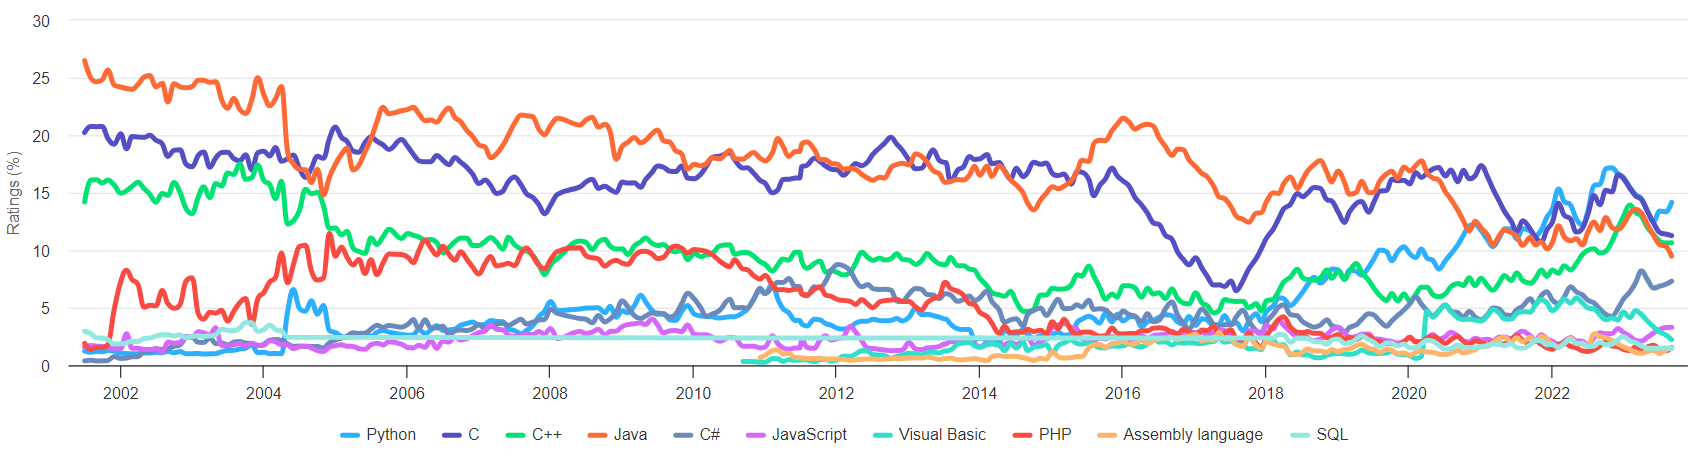 30
25
20
15
10
5
0
Ratings (%)
2002 2004 2006 2008 2010 2012 2014 2016 2018 2020 2022
Python C C++ Java C# JavaScript Visual Basic PHP Assembly language SQL